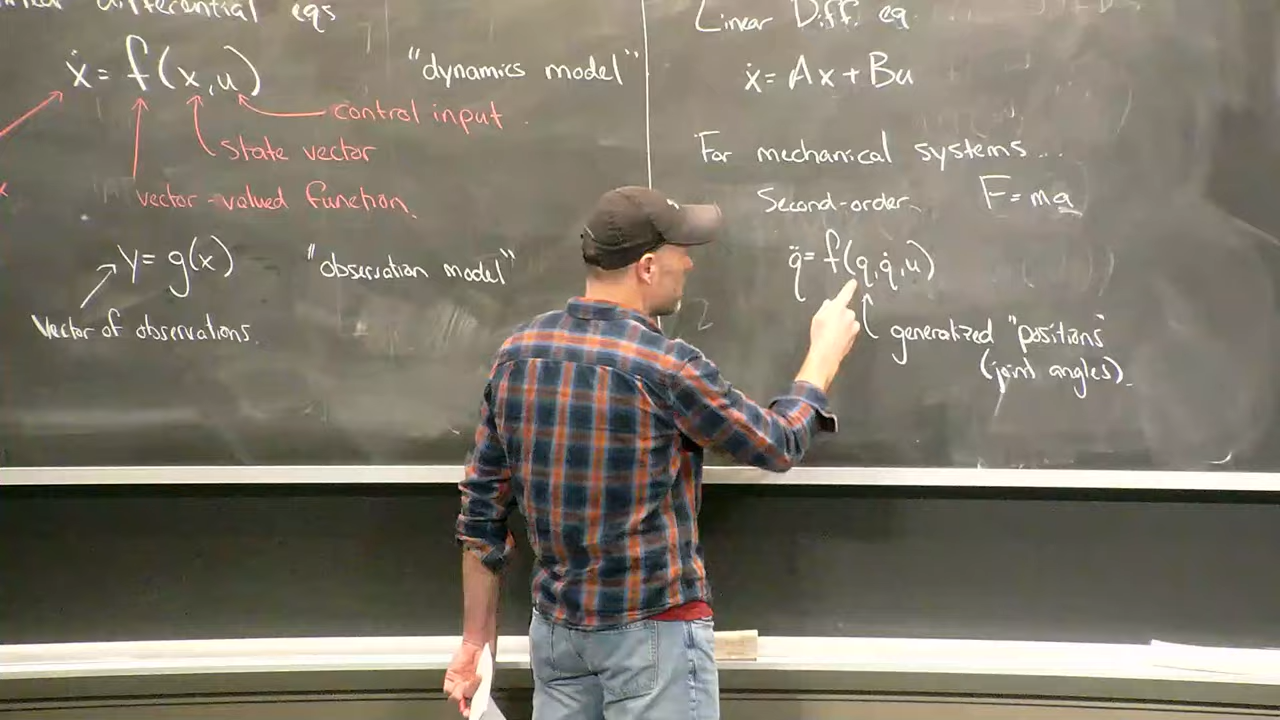 Differential eqs
ẋ = f(x,u) "dynamics model"
control input.
state vector
vector-valued function.
y = g(x) "observation model"
Vector of observations.
Linear Diff. eq.
ẋ = Ax + Bu
For mechanical systems...
Second-order F = ma
q̈ = f(q,q̇,u)
generalized "positions"
(joint angles).